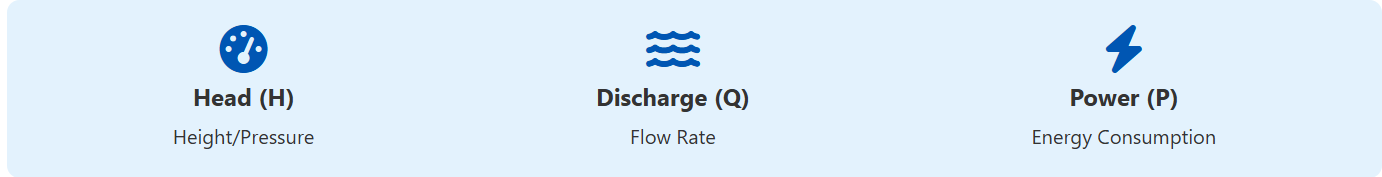 Head (H)
Height/Pressure
Discharge (Q)
Flow Rate
Power (P)
Energy Consumption